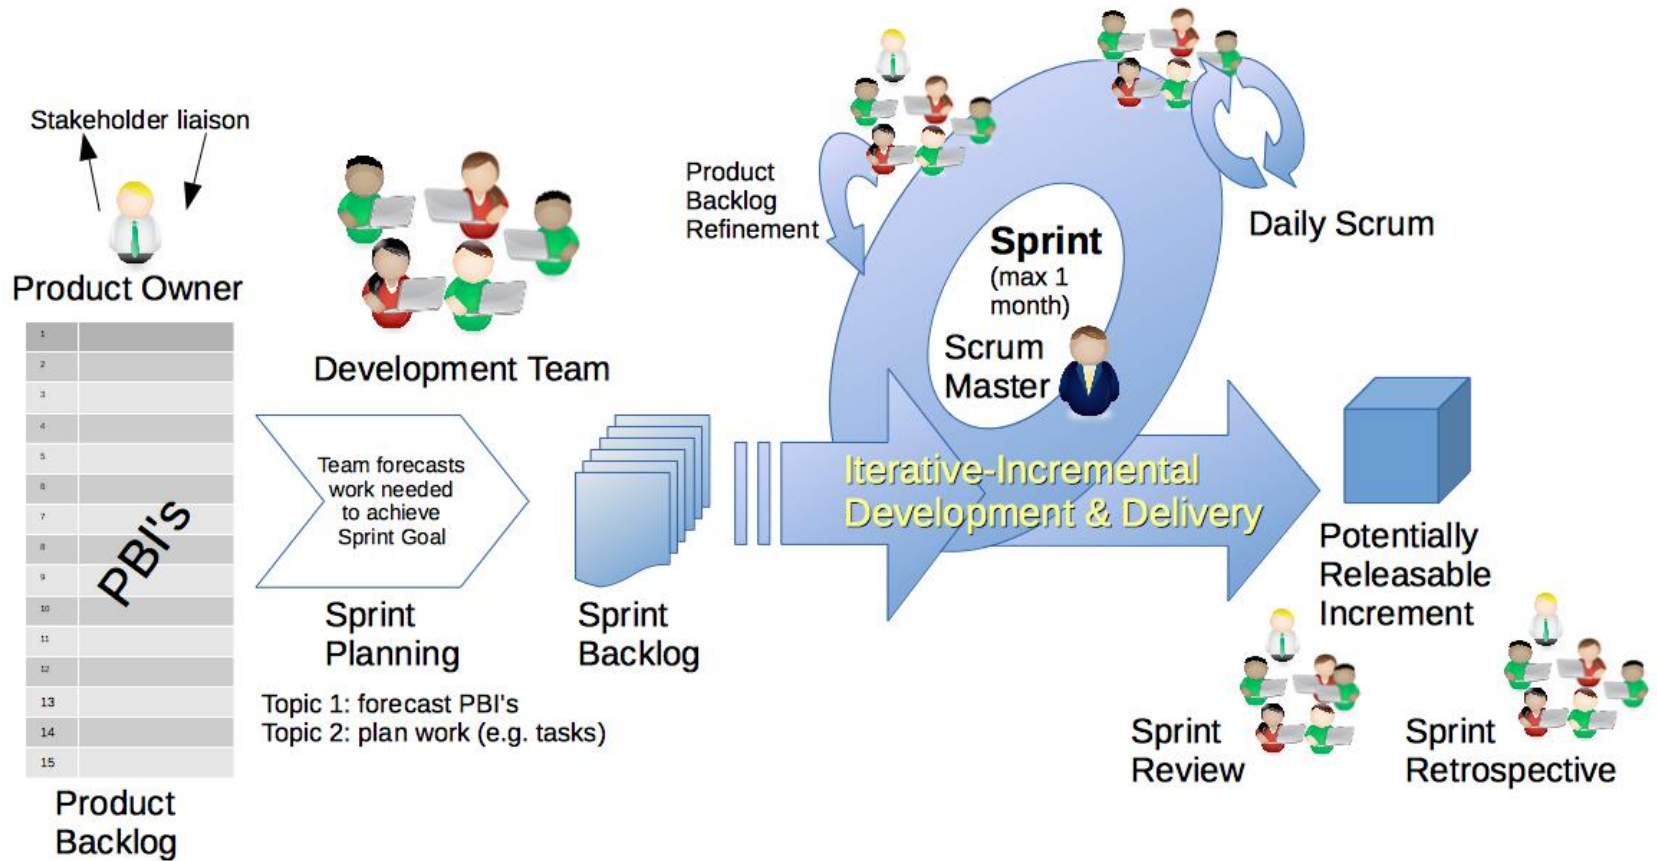 Stakeholder liaison
Product Owner
1
2
3
4
5
6
7
8
9
10
11
12
13
14
15
PBI's
Product
Backlog
Development Team
Team forecasts
work needed
to achieve
Sprint Goal
Sprint
Planning
Topic 1: forecast PBI's
Topic 2: plan work (e.g. tasks)
Sprint
Backlog
Product
Backlog
Refinement
Sprint
(max 1
month)
Scrum
Master
Daily Scrum
Iterative-Incremental
Development & Delivery
Potentially
Releasable
Increment
Sprint
Review
Sprint
Retrospective